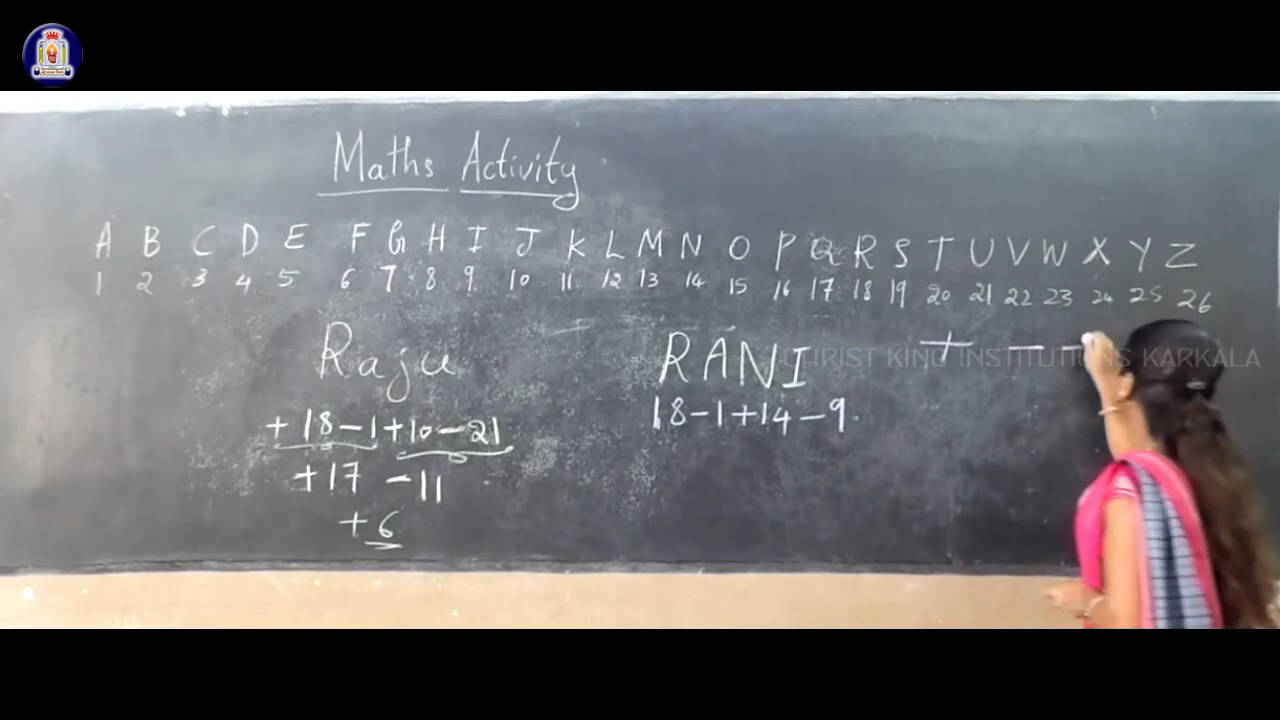 Maths Activity
A B C D E F G H I J K L M N O P Q R S T U V W X Y Z
1 2 3 4 5 6 7 8 9 10 11 12 13 14 15 16 17 18 19 20 21 22 23 24 25 26
Raju
+18-1+10-21
+17 -11
+6
RANI
18-1+14-9
+ - -
CHRIST KING INSTITUTIONS KARKALA